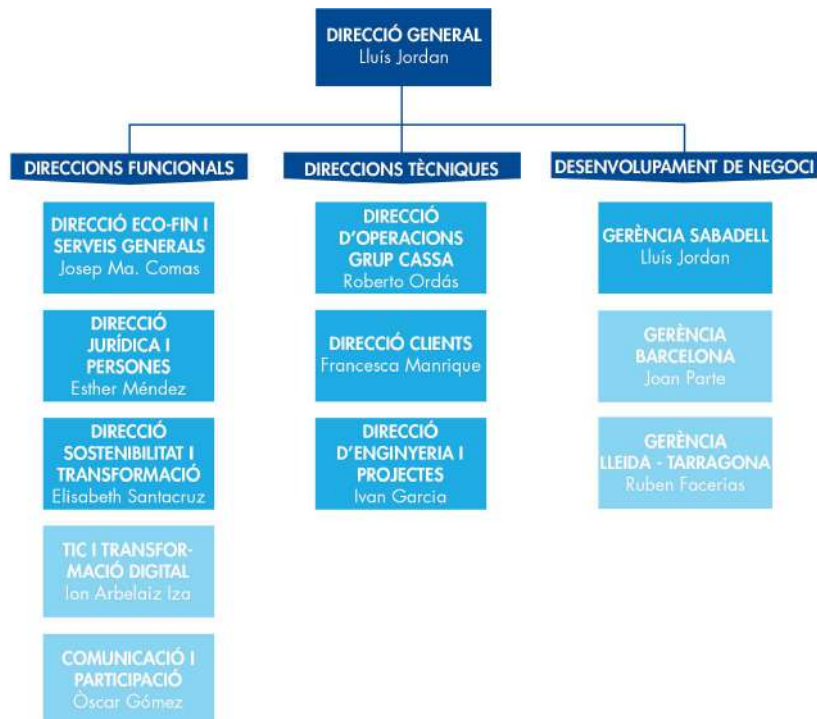 DIRECCIÓ GENERAL
Lluís Jordan
DIRECCIONS FUNCIONALS
DIRECCIÓ ECO-FIN I
SERVEIS GENERALS
Josep Ma. Comas
DIRECCIÓ
JURÍDICA I
PERSONES
Esther Méndez
DIRECCIÓ
SOSTENIBILITAT I
TRANSFORMACIÓ
Elisabeth Santacruz
TIC I TRANSFOR-
MACIÓ DIGITAL
Ion Arbelaiz Iza
COMUNICACIÓ I
PARTICIPACIÓ
Òscar Gómez
DIRECCIONS TÈCNIQUES
DIRECCIÓ
D'OPERACIONS
GRUP CASSA
Roberto Ordás
DIRECCIÓ CLIENTS
Francesca Manrique
DIRECCIÓ
D'ENGINYERIA I
PROJECTES
Ivan Garcia
DESENVOLUPAMENT DE NEGOCI
GERÈNCIA SABADELL
Lluís Jordan
GERÈNCIA
BARCELONA
Joan Parte
GERÈNCIA
LLEIDA - TARRAGONA
Ruben Facerias